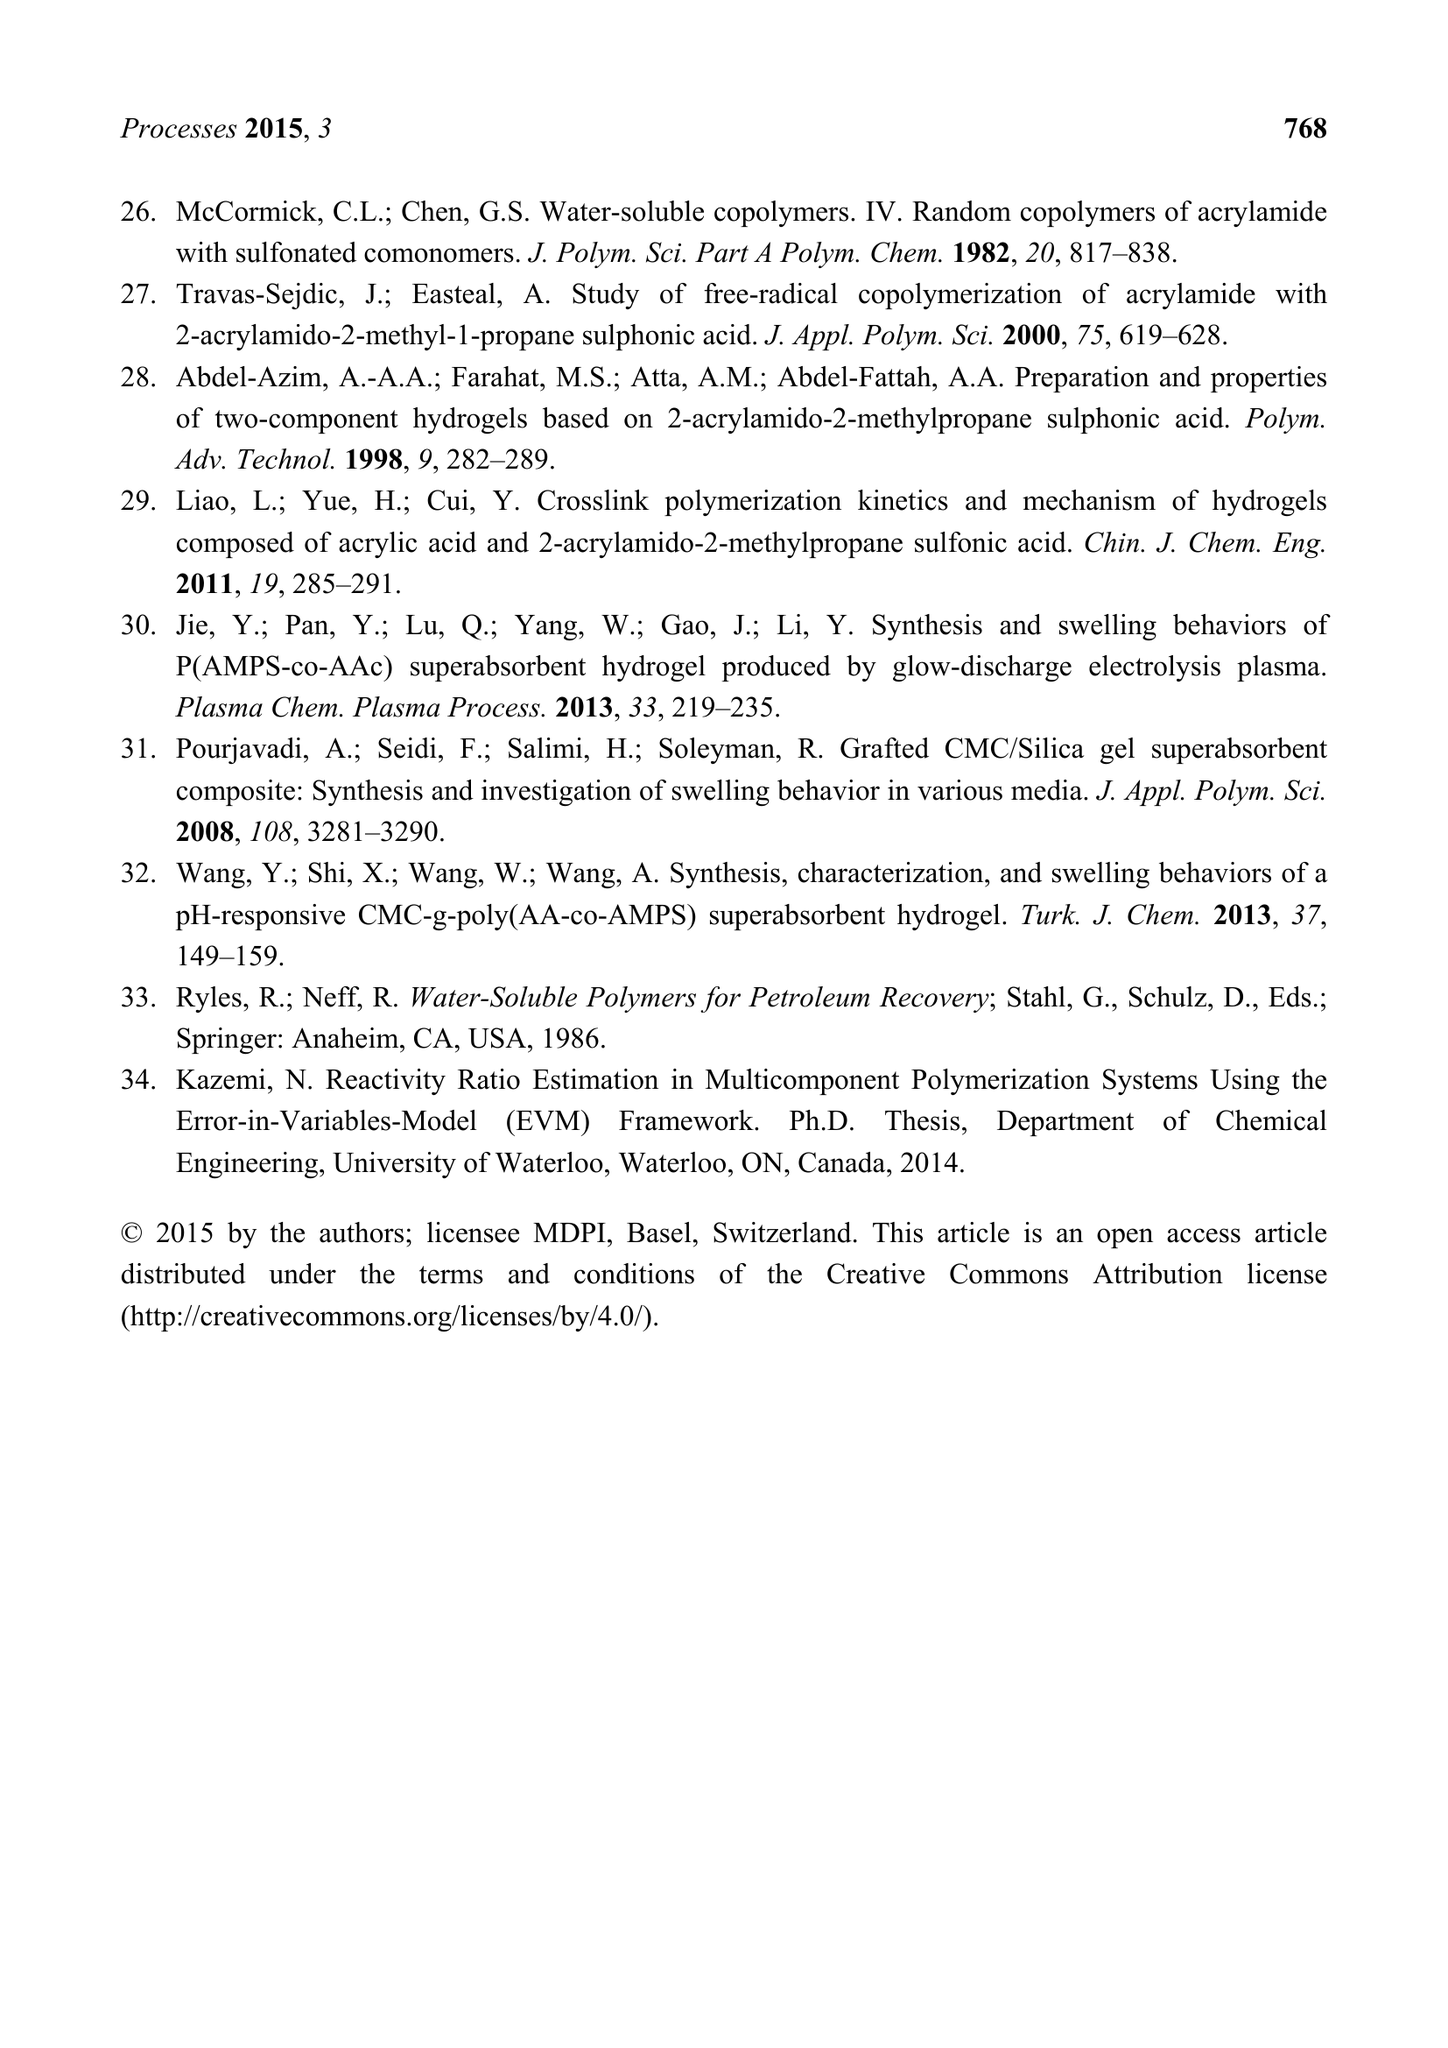 Processes 2015, 3 768
26. McCormick, C.L.; Chen, G.S. Water-soluble copolymers. IV. Random copolymers of acrylamide
with sulfonated comonomers. J. Polym. Sci. Part A Polym. Chem. 1982, 20, 817–838.
27. Travas-Sejdic, J.; Easteal, A. Study of free-radical copolymerization of acrylamide with
2-acrylamido-2-methyl-1-propane sulphonic acid. J. Appl. Polym. Sci. 2000, 75, 619–628.
28. Abdel-Azim, A.-A.A.; Farahat, M.S.; Atta, A.M.; Abdel-Fattah, A.A. Preparation and properties
of two-component hydrogels based on 2-acrylamido-2-methylpropane sulphonic acid. Polym.
Adv. Technol. 1998, 9, 282–289.
29. Liao, L.; Yue, H.; Cui, Y. Crosslink polymerization kinetics and mechanism of hydrogels
composed of acrylic acid and 2-acrylamido-2-methylpropane sulfonic acid. Chin. J. Chem. Eng.
2011, 19, 285–291.
30. Jie, Y.; Pan, Y.; Lu, Q.; Yang, W.; Gao, J.; Li, Y. Synthesis and swelling behaviors of
P(AMPS-co-AAc) superabsorbent hydrogel produced by glow-discharge electrolysis plasma.
Plasma Chem. Plasma Process. 2013, 33, 219–235.
31. Pourjavadi, A.; Seidi, F.; Salimi, H.; Soleyman, R. Grafted CMC/Silica gel superabsorbent
composite: Synthesis and investigation of swelling behavior in various media. J. Appl. Polym. Sci.
2008, 108, 3281–3290.
32. Wang, Y.; Shi, X.; Wang, W.; Wang, A. Synthesis, characterization, and swelling behaviors of a
pH-responsive CMC-g-poly(AA-co-AMPS) superabsorbent hydrogel. Turk. J. Chem. 2013, 37,
149–159.
33. Ryles, R.; Neff, R. Water-Soluble Polymers for Petroleum Recovery; Stahl, G., Schulz, D., Eds.;
Springer: Anaheim, CA, USA, 1986.
34. Kazemi, N. Reactivity Ratio Estimation in Multicomponent Polymerization Systems Using the
Error-in-Variables-Model (EVM) Framework. Ph.D. Thesis, Department of Chemical
Engineering, University of Waterloo, Waterloo, ON, Canada, 2014.
© 2015 by the authors; licensee MDPI, Basel, Switzerland. This article is an open access article
distributed under the terms and conditions of the Creative Commons Attribution license
(http://creativecommons.org/licenses/by/4.0/).